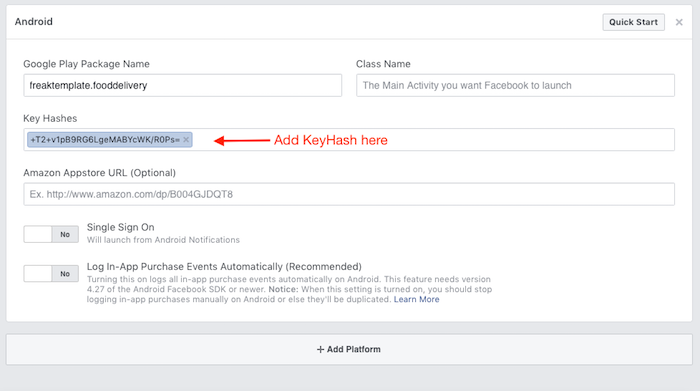 Android
Quick Start
×
Google Play Package Name
Class Name
freaktemplate.fooddelivery
The Main Activity you want Facebook to launch
Key Hashes
+T2+v1pB9RG6LgeMABYcWK/R0Ps= ×
Add KeyHash here
Amazon Appstore URL (Optional)
Ex. http://www.amazon.com/dp/B004GJDQT8
No
Single Sign On
Will launch from Android Notifications
No
Log In-App Purchase Events Automatically (Recommended)
Turning this on logs all in-app purchase events automatically on Android. This feature needs version
4.27 of the Android Facebook SDK or newer. Notice: When this setting is turned on, you should stop
logging in-app purchases manually on Android or else they'll be duplicated. Learn More
+ Add Platform